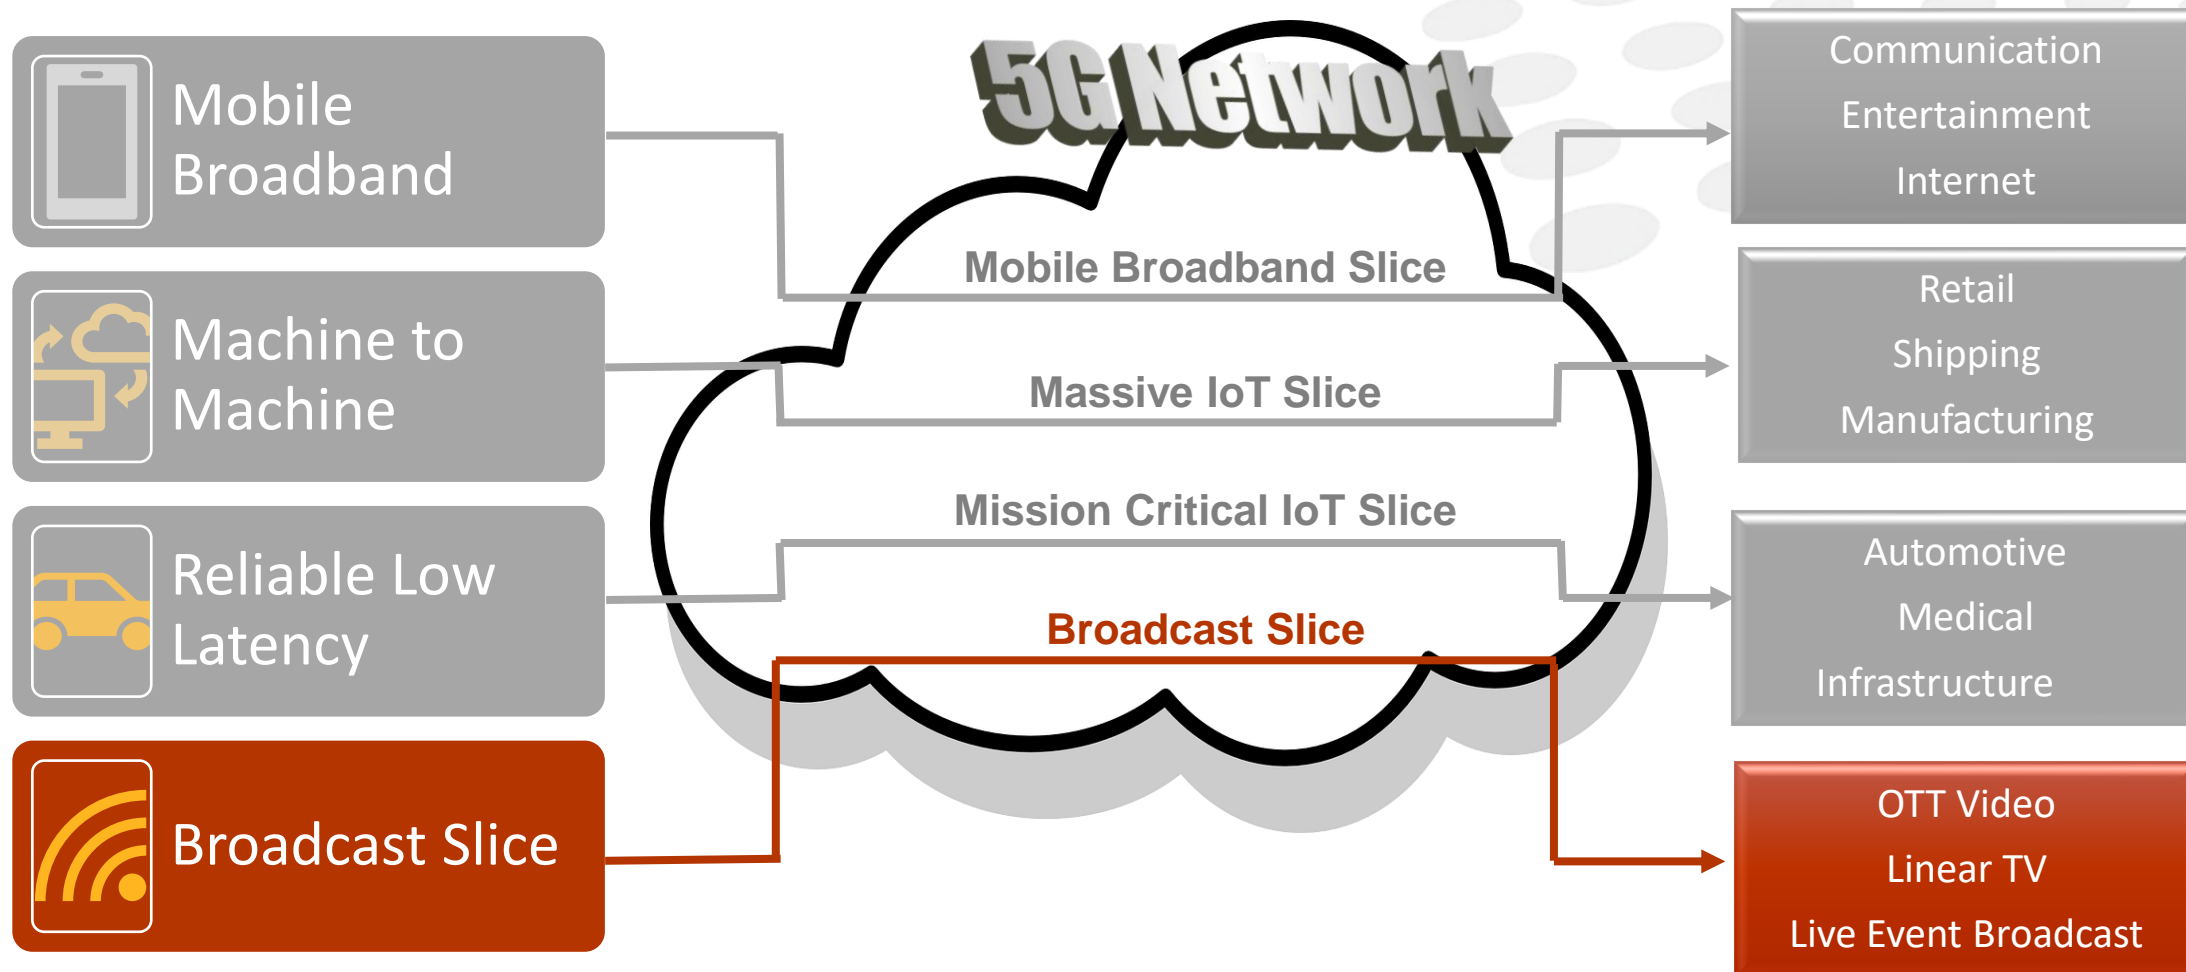 5G Network
Mobile
Broadband
Machine to
Machine
Reliable Low
Latency
Broadcast Slice
Mobile Broadband Slice
Massive IoT Slice
Mission Critical IoT Slice
Broadcast Slice
Communication
Entertainment
Internet
Retail
Shipping
Manufacturing
Automotive
Medical
Infrastructure
OTT Video
Linear TV
Live Event Broadcast